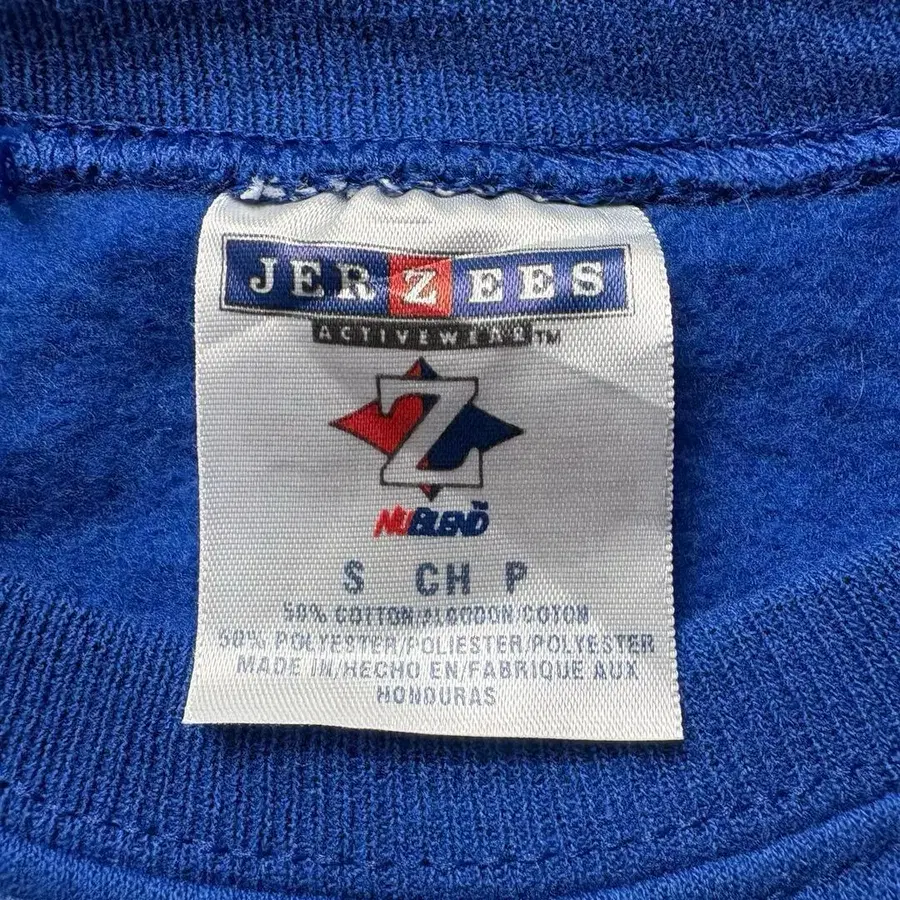 JERZEES
ACTIVEWEAR™
Z
NUBLEND™
S CH P
50% COTTON/ALGODON/COTON
50% POLYESTER/POLIESTER/POLYESTER
MADE IN/HECHO EN/FABRIQUE AUX
HONDURAS